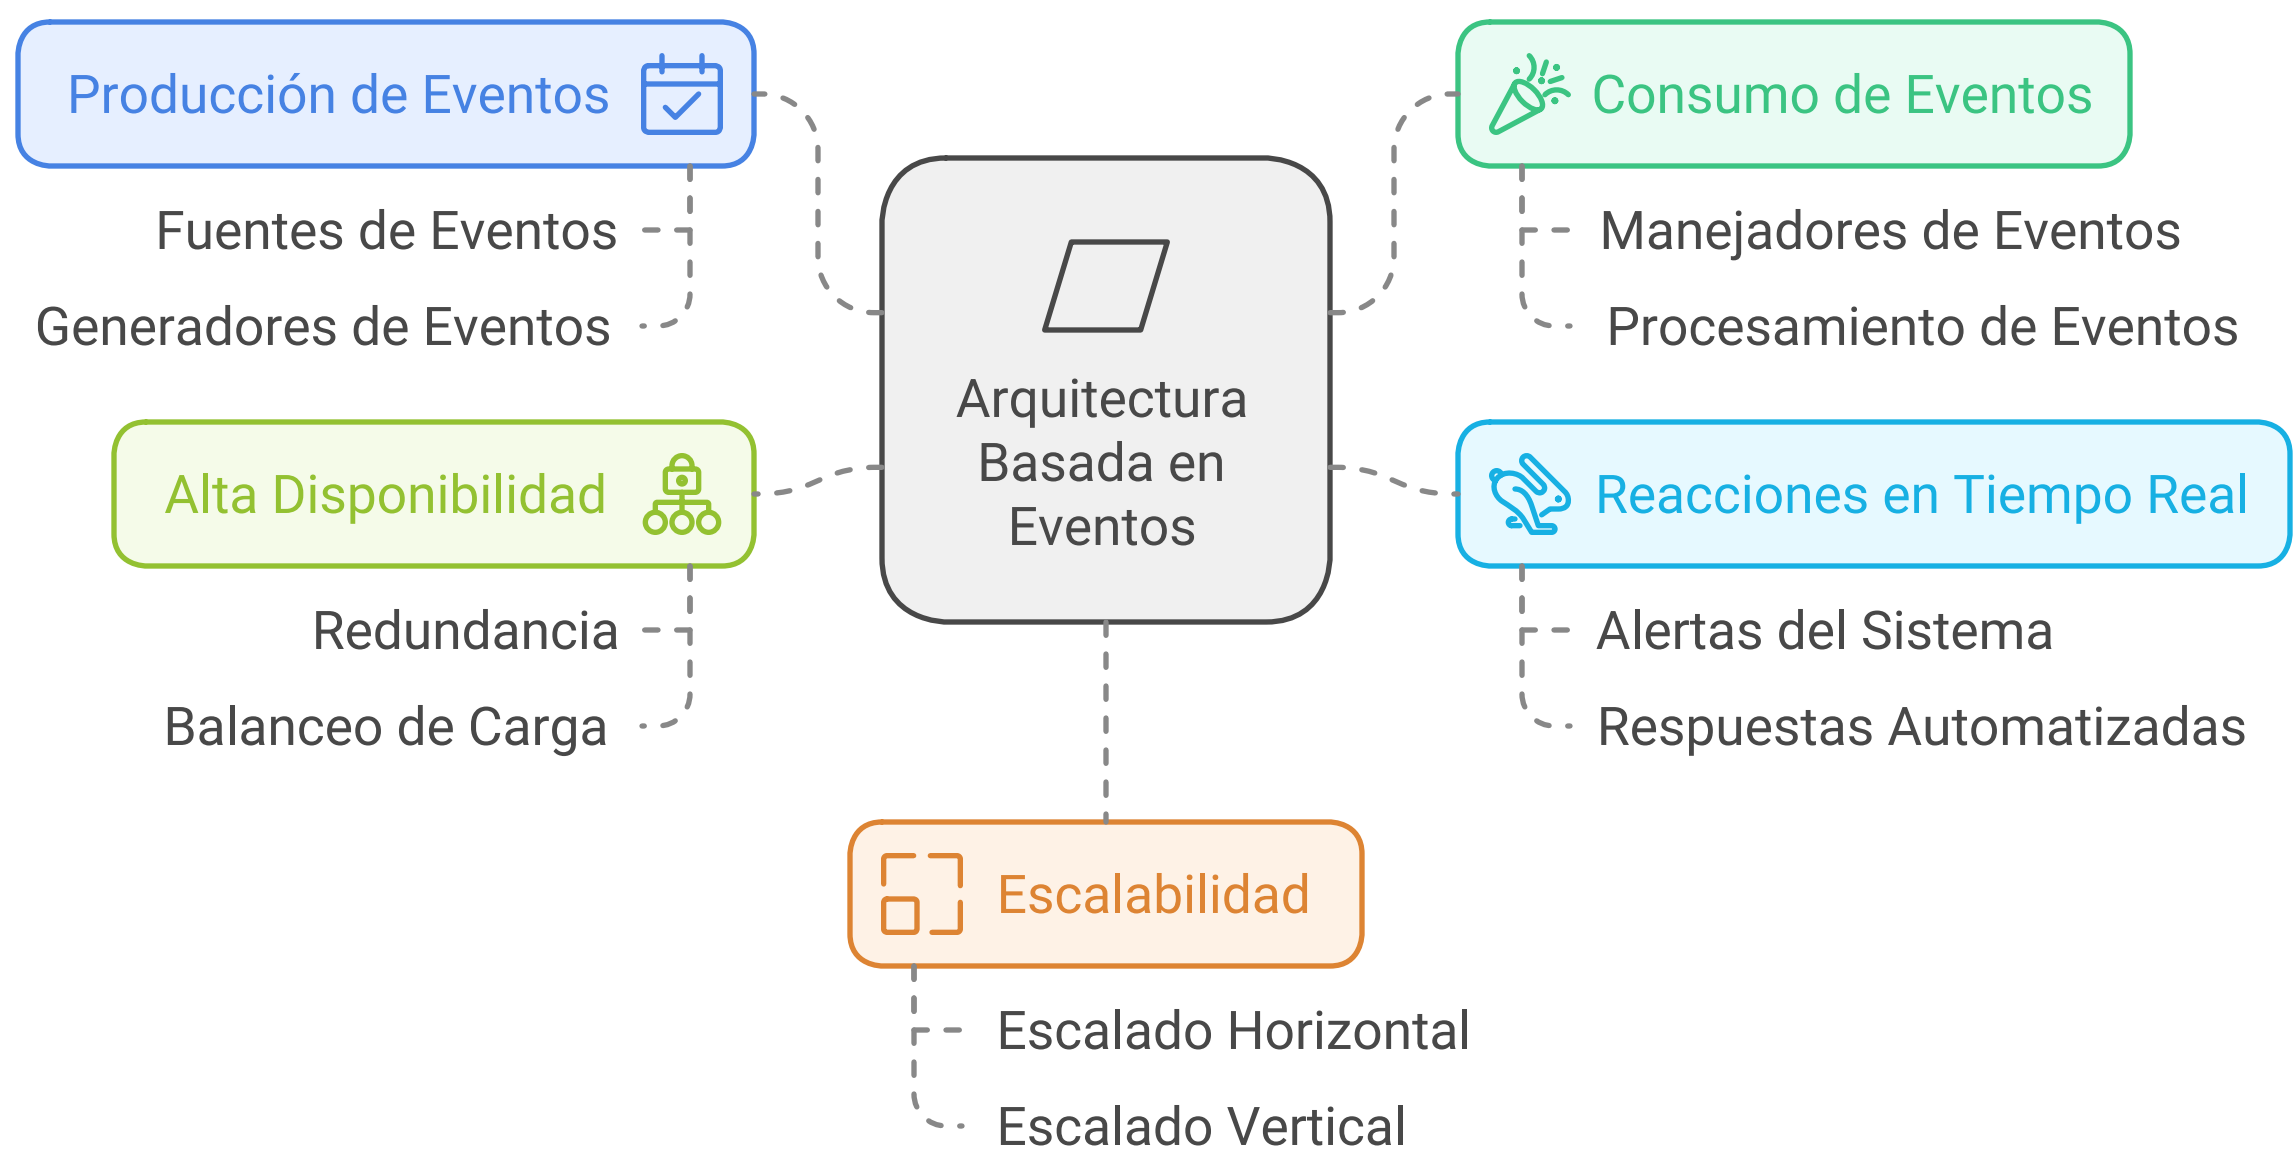 Producción de Eventos
Fuentes de Eventos
Generadores de Eventos
Alta Disponibilidad
Redundancia
Balanceo de Carga
Arquitectura
Basada en
Eventos
Consumo de Eventos
Manejadores de Eventos
Procesamiento de Eventos
Reacciones en Tiempo Real
Alertas del Sistema
Respuestas Automatizadas
Escalabilidad
Escalado Horizontal
Escalado Vertical